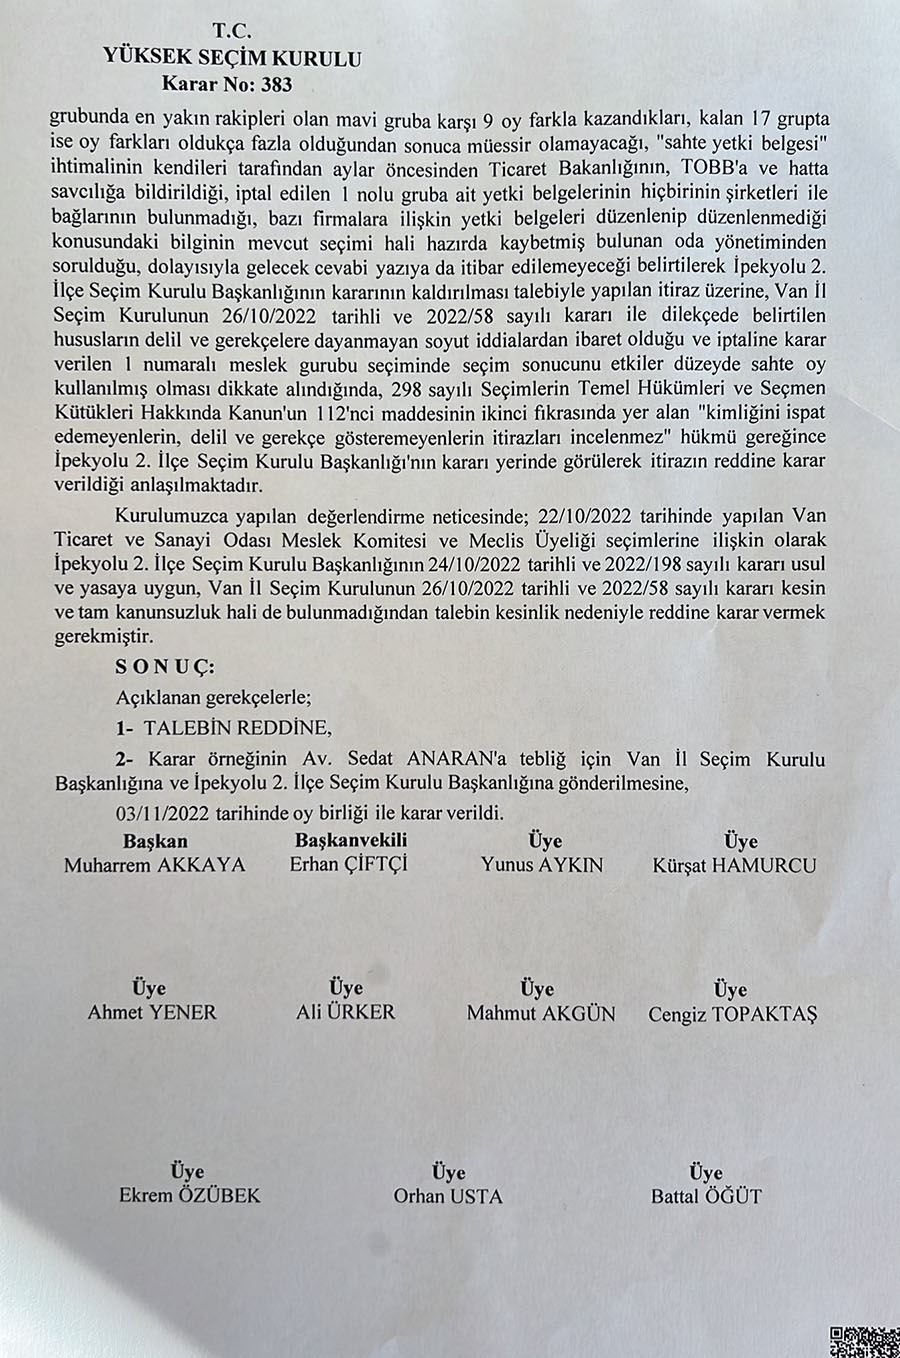 T.C.
YÜKSEK SEÇİM KURULU
Karar No: 383
grubunda en yakın rakipleri olan mavi gruba karşı 9 oy farkla kazandıkları, kalan 17 grupta
ise oy farkları oldukça fazla olduğundan sonuca müessir olamayacağı, "sahte yetki belgesi"
ihtimalinin kendileri tarafından aylar öncesinden Ticaret Bakanlığının, TOBB'a ve hatta
savcılığa bildirildiği, iptal edilen 1 nolu gruba ait yetki belgelerinin hiçbirinin şirketleri ile
bağlarının bulunmadığı, bazı firmalara ilişkin yetki belgeleri düzenlenip düzenlenmediği
konusundaki bilginin mevcut seçimi hali hazırda kaybetmiş bulunan oda yönetiminden
sorulduğu, dolayısıyla gelecek cevabi yazıya da itibar edilemeyeceği belirtilerek İpekyolu 2.
İlçe Seçim Kurulu Başkanlığının kararının kaldırılması talebiyle yapılan itiraz üzerine, Van İl
Seçim Kurulunun 26/10/2022 tarihli ve 2022/58 sayılı kararı ile dilekçede belirtilen
hususların delil ve gerekçelere dayanmayan soyut iddialardan ibaret olduğu ve iptaline karar
verilen 1 numaralı meslek gurubu seçiminde seçim sonucunu etkiler düzeyde sahte oy
kullanılmış olması dikkate alındığında, 298 sayılı Seçimlerin Temel Hükümleri ve Seçmen
Kütükleri Hakkında Kanun'un 112'nci maddesinin ikinci fıkrasında yer alan "kimliğini ispat
edemeyenlerin, delil ve gerekçe gösteremeyenlerin itirazları incelenmez" hükmü gereğince
İpekyolu 2. İlçe Seçim Kurulu Başkanlığı'nın kararı yerinde görülerek itirazın reddine karar
verildiği anlaşılmaktadır.
Kurulumuzca yapılan değerlendirme neticesinde; 22/10/2022 tarihinde yapılan Van
Ticaret ve Sanayi Odası Meslek Komitesi ve Meclis Üyeliği seçimlerine ilişkin olarak
İpekyolu 2. İlçe Seçim Kurulu Başkanlığının 24/10/2022 tarihli ve 2022/198 sayılı kararı usul
ve yasaya uygun, Van İl Seçim Kurulunun 26/10/2022 tarihli ve 2022/58 sayılı kararı kesin
ve tam kanunsuzluk hali de bulunmadığından talebin kesinlik nedeniyle reddine karar vermek
gerekmiştir.
S O N U Ç:
Açıklanan gerekçelerle;
1- TALEBİN REDDİNE,
2- Karar örneğinin Av. Sedat ANARAN'a tebliğ için Van İl Seçim Kurulu
Başkanlığına ve İpekyolu 2. İlçe Seçim Kurulu Başkanlığına gönderilmesine,
03/11/2022 tarihinde oy birliği ile karar verildi.
Başkan Başkanvekili Üye Üye
Muharrem AKKAYA Erhan ÇİFTÇİ Yunus AYKIN Kürşat HAMURCU
Üye Üye Üye Üye
Ahmet YENER Ali ÜRKER Mahmut AKGÜN Cengiz TOPAKTAŞ
Üye Üye Üye
Ekrem ÖZÜBEK Orhan USTA Battal ÖĞÜT